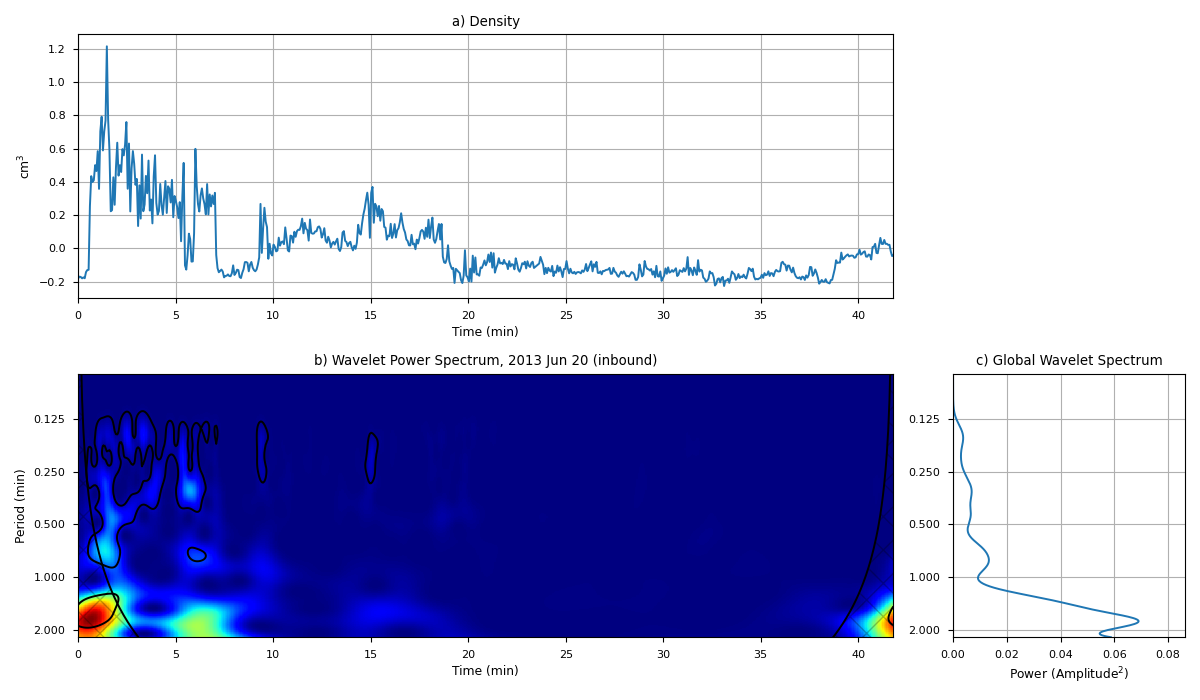 a) Density
1.2
1.0
0.8
0.6
0.4
0.2
0.0
−0.2
cm³
0 5 10 15 20 25 30 35 40
Time (min)
b) Wavelet Power Spectrum, 2013 Jun 20 (inbound)
0.125
0.250
0.500
1.000
2.000
Period (min)
0 5 10 15 20 25 30 35 40
Time (min)
c) Global Wavelet Spectrum
0.125
0.250
0.500
1.000
2.000
0.00 0.02 0.04 0.06 0.08
Power (Amplitude²)